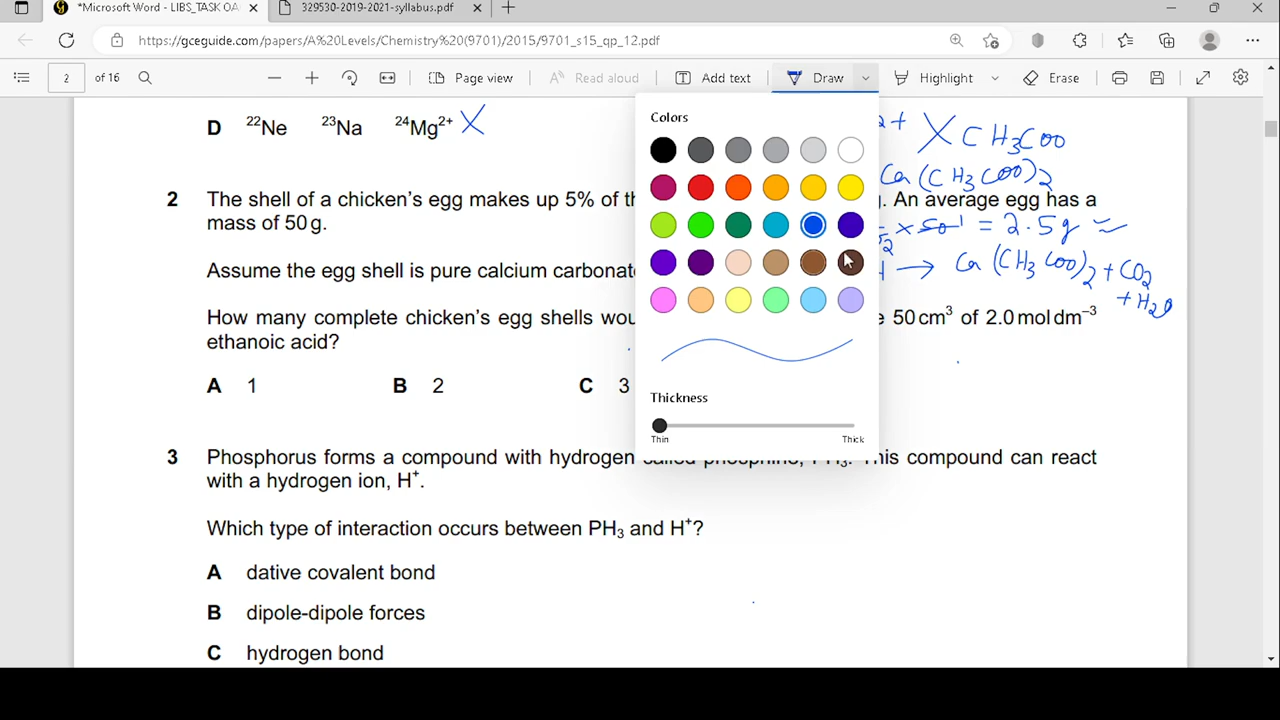 *Microsoft Word - LIBS_TASK OA
329530-2019-2021-syllabus.pdf
https://gceguide.com/papers/A%20Levels/Chemistry%20(9701)/2015/9701_s15_qp_12.pdf
2 of 16
Page view
Read aloud
Add text
Draw
Highlight
Erase
D ²²Ne ²³Na ²⁴Mg²⁺ X
2+ X CH3COO
Ca(CH3COO)2
2 The shell of a chicken's egg makes up 5% of th
g. An average egg has a
mass of 50 g.
× 50 = 2.5g ≈
Assume the egg shell is pure calcium carbonat
H → Ca(CH3COO)2 + CO2
+ H2O
How many complete chicken's egg shells wou
e 50 cm³ of 2.0 mol dm⁻³
ethanoic acid?
A 1 B 2 C 3
Colors
Thickness
Thin Thick
3 Phosphorus forms a compound with hydrogen called phosphine, PH₃. This compound can react
with a hydrogen ion, H⁺.
Which type of interaction occurs between PH₃ and H⁺?
A dative covalent bond
B dipole-dipole forces
C hydrogen bond